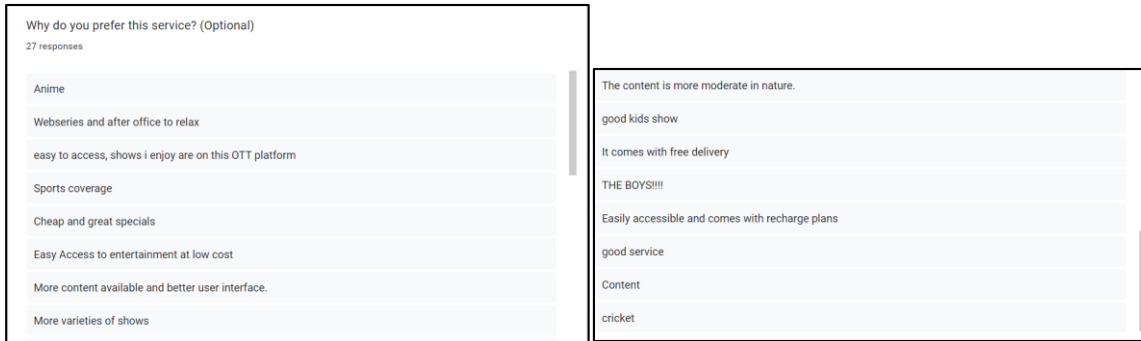 Why do you prefer this service? (Optional)
27 responses
Anime
Webseries and after office to relax
easy to access, shows i enjoy are on this OTT platform
Sports coverage
Cheap and great specials
Easy Access to entertainment at low cost
More content available and better user interface.
More varieties of shows
The content is more moderate in nature.
good kids show
It comes with free delivery
THE BOYS!!!!
Easily accessible and comes with recharge plans
good service
Content
cricket